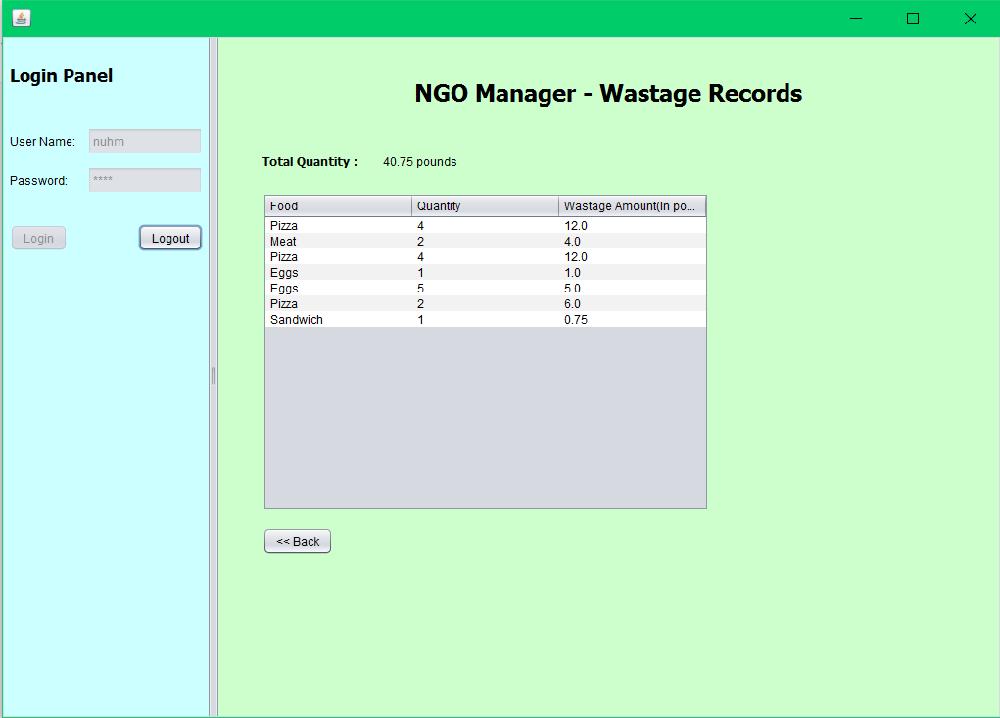 Login Panel
User Name: nuhm
Password: ****
Login Logout
NGO Manager - Wastage Records
Total Quantity : 40.75 pounds
Food Quantity Wastage Amount(In po...
Pizza 4 12.0
Meat 2 4.0
Pizza 4 12.0
Eggs 1 1.0
Eggs 5 5.0
Pizza 2 6.0
Sandwich 1 0.75
<< Back